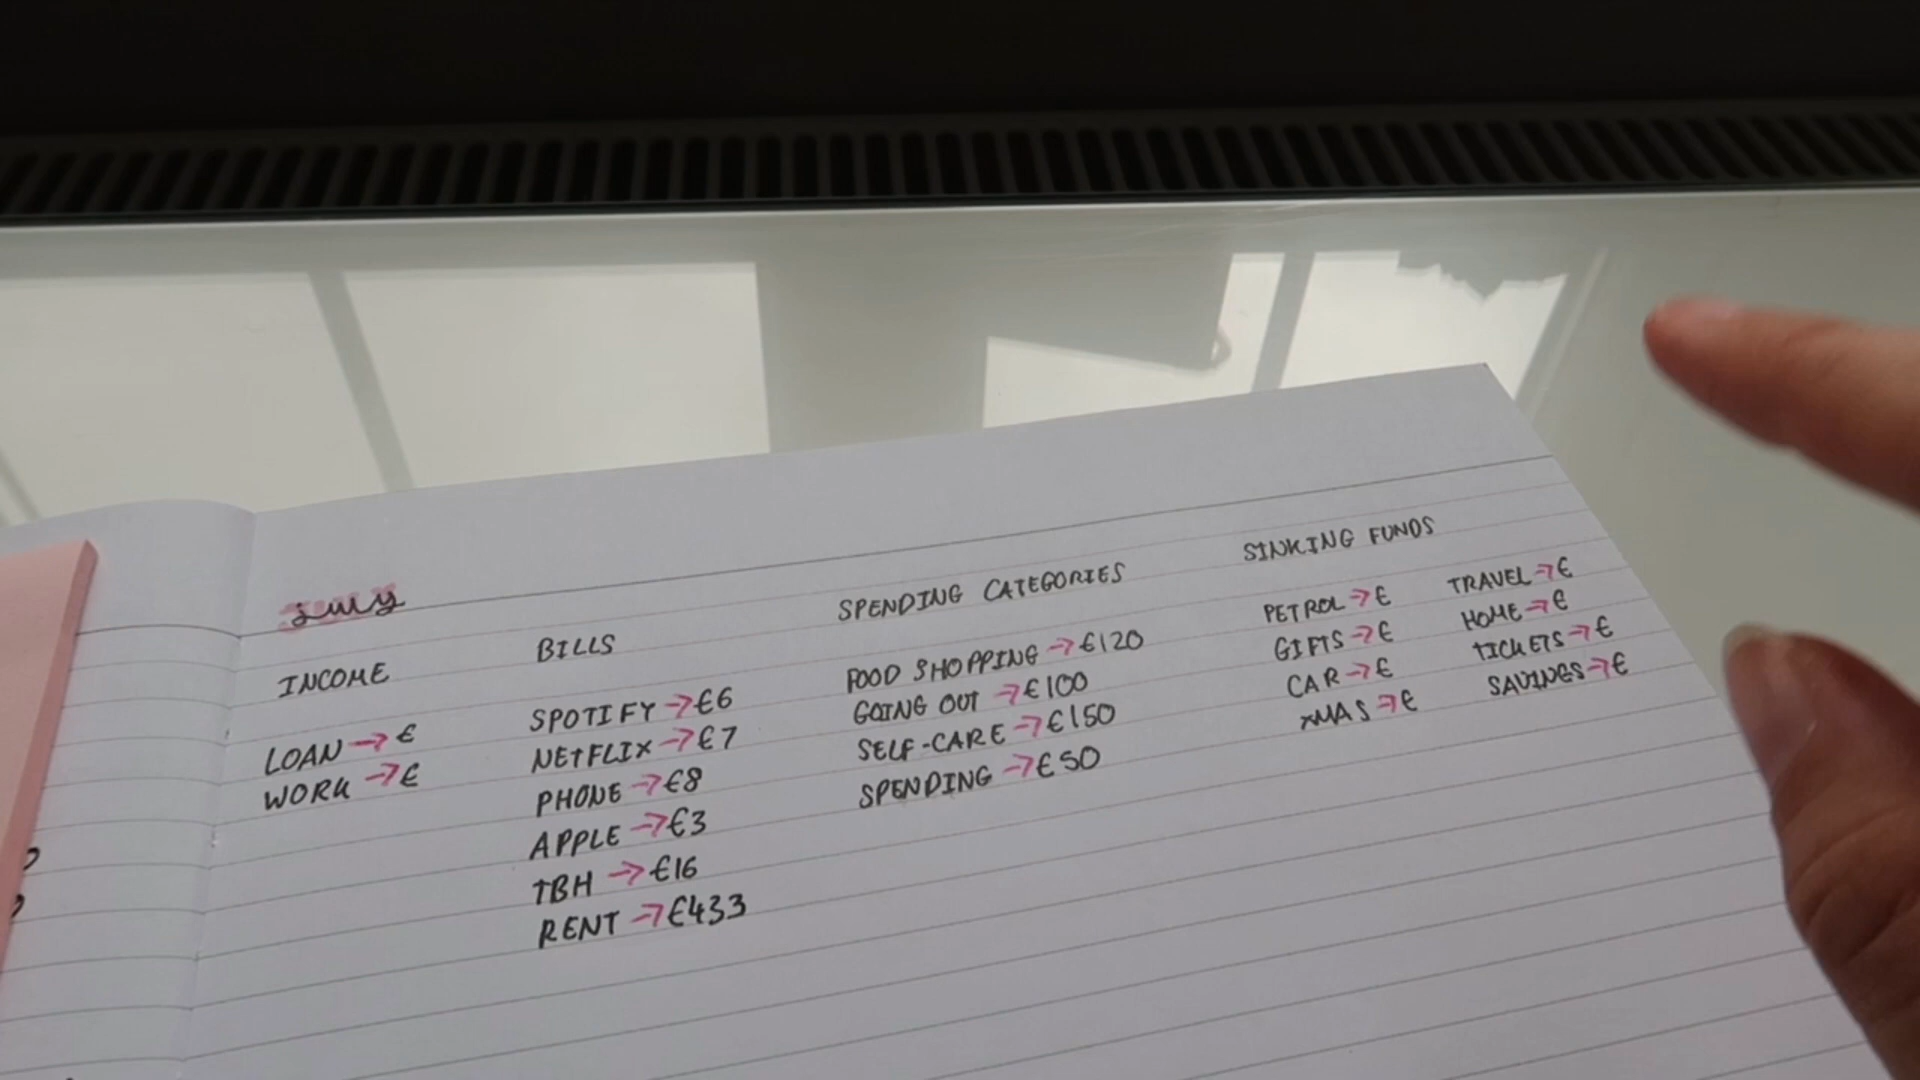 july
INCOME
LOAN → €
WORK → €
BILLS
SPOTIFY → €6
NETFLIX → €7
PHONE → €8
APPLE → €3
TBH → €16
RENT → €433
SPENDING CATEGORIES
FOOD SHOPPING → €120
GOING OUT → €100
SELF-CARE → €150
SPENDING → €50
SINKING FUNDS
PETROL → €
GIFTS → €
CAR → €
XMAS → €
TRAVEL → €
HOME → €
TICKETS → €
SAVINGS → €